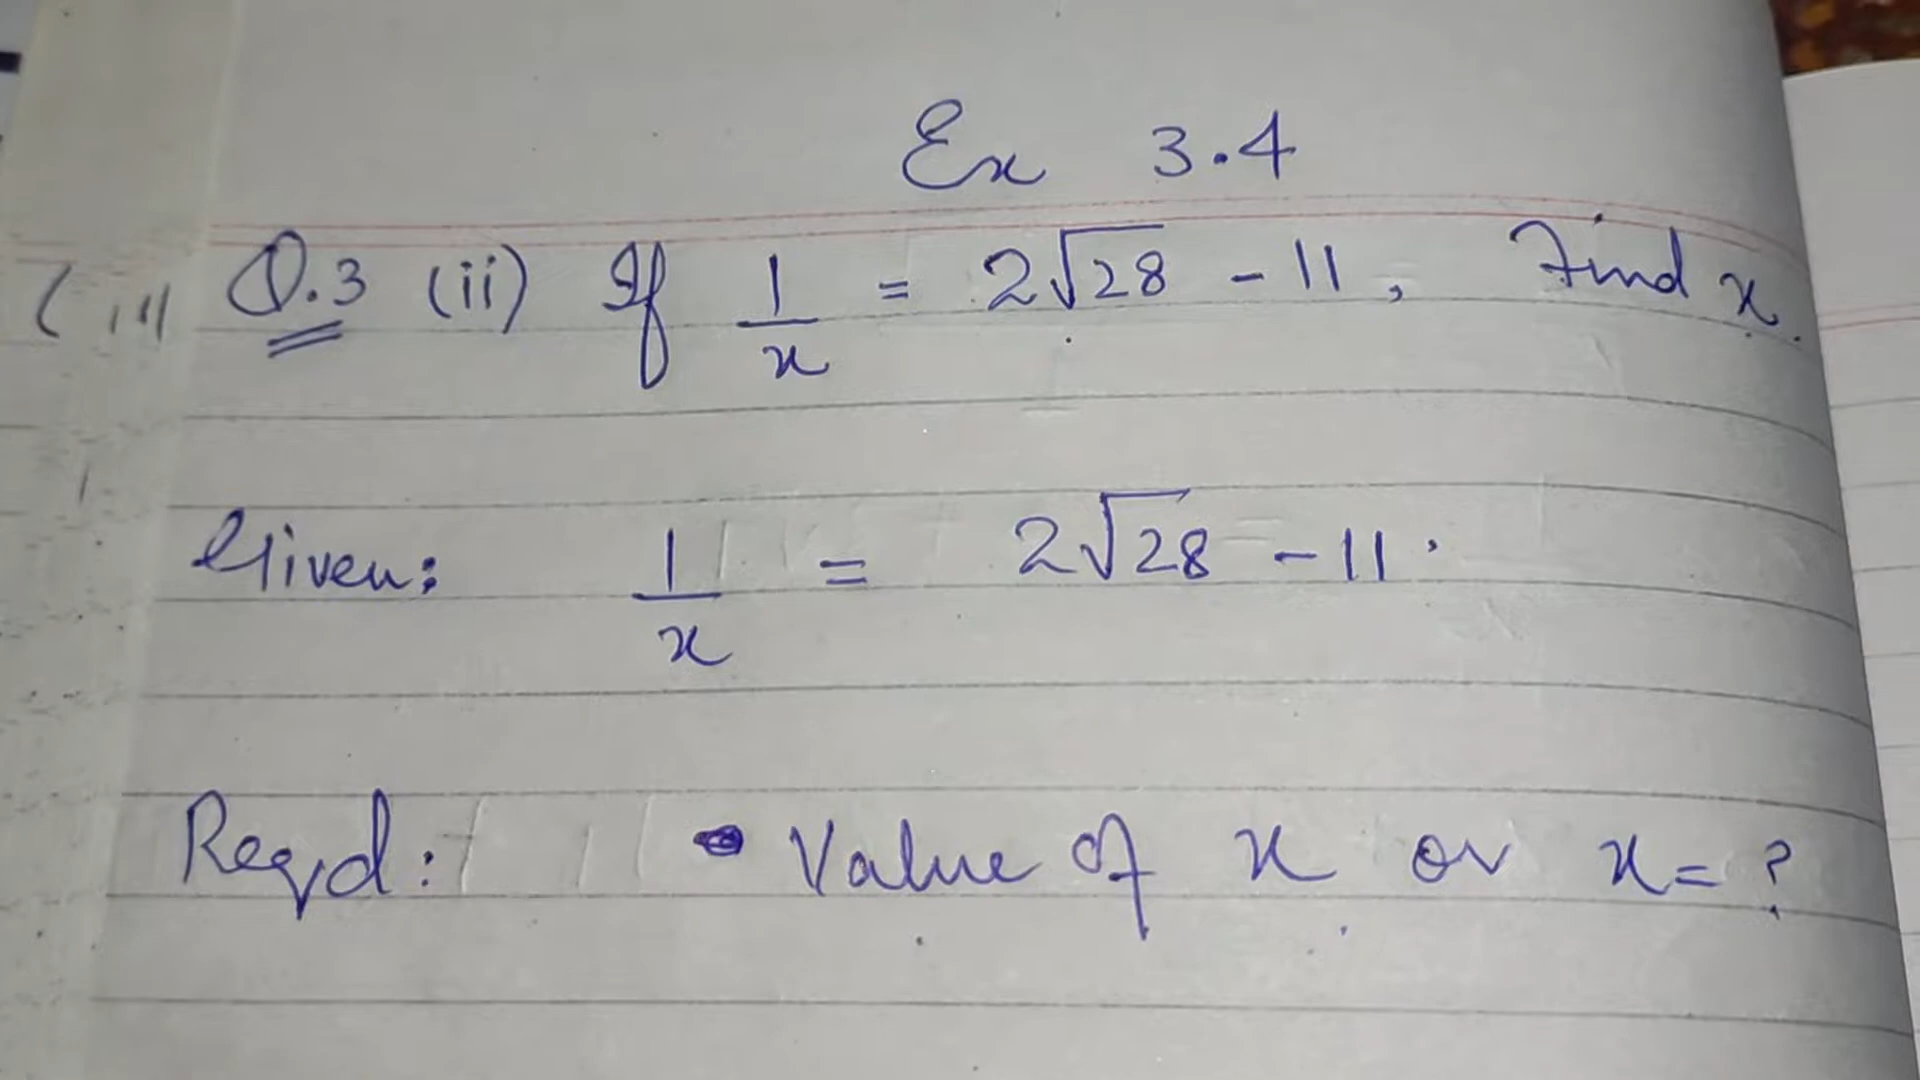 Ex 3.4
Q.3 (ii) If 1/x = 2√28 - 11, Find x.
Given: 1/x = 2√28 - 11.
Reqd: Value of x or x = ?